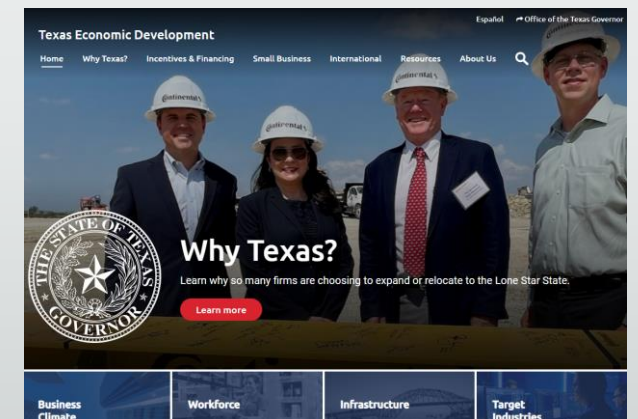 Español
Office of the Texas Governor
Texas Economic Development
Home Why Texas? Incentives & Financing Small Business International Resources About Us
Continental
Continental
Continental
Continental
THE STATE OF TEXAS
GOVERNOR
Why Texas?
Learn why so many firms are choosing to expand or relocate to the Lone Star State.
Learn more
Business
Climate
Workforce
Infrastructure
Target
Industries